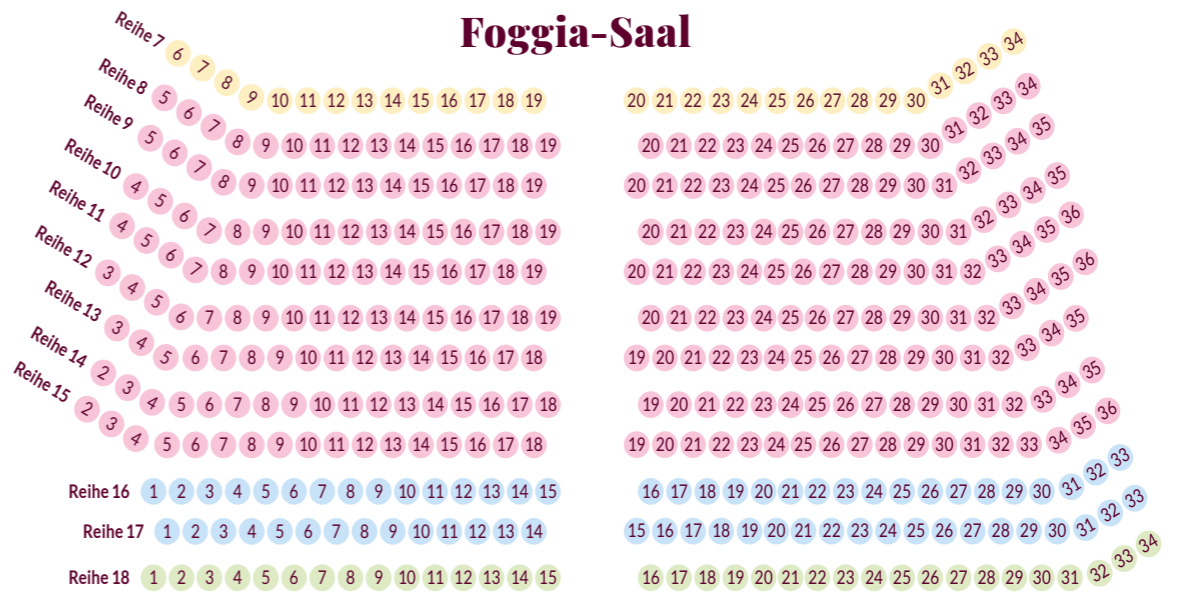 Foggia-Saal
Reihe 7 6 7 8 9 10 11 12 13 14 15 16 17 18 19 20 21 22 23 24 25 26 27 28 29 30 31 32 33 34
Reihe 8 5 6 7 8 9 10 11 12 13 14 15 16 17 18 19 20 21 22 23 24 25 26 27 28 29 30 31 32 33 34
Reihe 9 5 6 7 8 9 10 11 12 13 14 15 16 17 18 19 20 21 22 23 24 25 26 27 28 29 30 31 32 33 34 35
Reihe 10 4 5 6 7 8 9 10 11 12 13 14 15 16 17 18 19 20 21 22 23 24 25 26 27 28 29 30 31 32 33 34 35
Reihe 11 4 5 6 7 8 9 10 11 12 13 14 15 16 17 18 19 20 21 22 23 24 25 26 27 28 29 30 31 32 33 34 35 36
Reihe 12 3 4 5 6 7 8 9 10 11 12 13 14 15 16 17 18 19 20 21 22 23 24 25 26 27 28 29 30 31 32 33 34 35 36
Reihe 13 3 4 5 6 7 8 9 10 11 12 13 14 15 16 17 18 19 20 21 22 23 24 25 26 27 28 29 30 31 32 33 34 35
Reihe 14 2 3 4 5 6 7 8 9 10 11 12 13 14 15 16 17 18 19 20 21 22 23 24 25 26 27 28 29 30 31 32 33 34 35
Reihe 15 2 3 4 5 6 7 8 9 10 11 12 13 14 15 16 17 18 19 20 21 22 23 24 25 26 27 28 29 30 31 32 33 34 35 36
Reihe 16 1 2 3 4 5 6 7 8 9 10 11 12 13 14 15 16 17 18 19 20 21 22 23 24 25 26 27 28 29 30 31 32 33
Reihe 17 1 2 3 4 5 6 7 8 9 10 11 12 13 14 15 16 17 18 19 20 21 22 23 24 25 26 27 28 29 30 31 32 33
Reihe 18 1 2 3 4 5 6 7 8 9 10 11 12 13 14 15 16 17 18 19 20 21 22 23 24 25 26 27 28 29 30 31 32 33 34